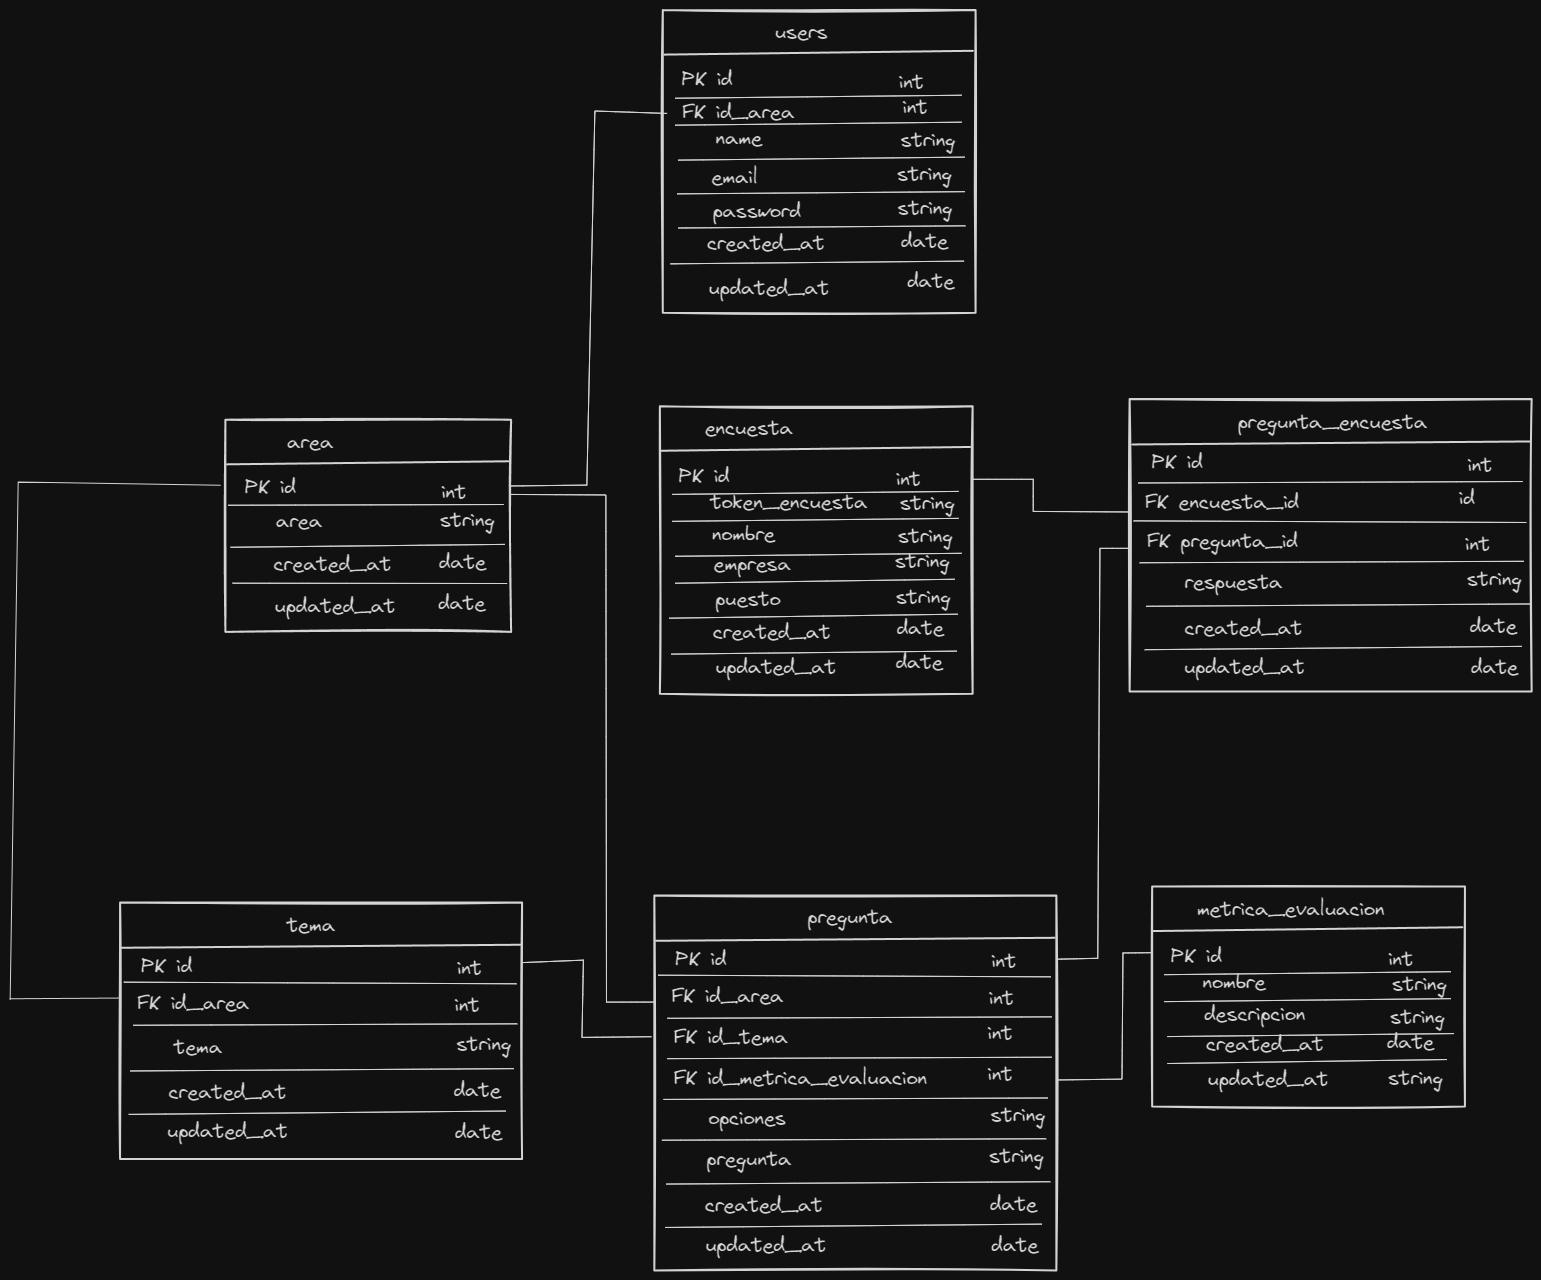 users
PK id int
FK id_area int
name string
email string
password string
created_at date
updated_at date
area
PK id int
area string
created_at date
updated_at date
encuesta
PK id int
token_encuesta string
nombre string
empresa string
puesto string
created_at date
updated_at date
pregunta_encuesta
PK id int
FK encuesta_id id
FK pregunta_id int
respuesta string
created_at date
updated_at date
tema
PK id int
FK id_area int
tema string
created_at date
updated_at date
pregunta
PK id int
FK id_area int
FK id_tema int
FK id_metrica_evaluacion int
opciones string
pregunta string
created_at date
updated_at date
metrica_evaluacion
PK id int
nombre string
descripcion string
created_at date
updated_at string